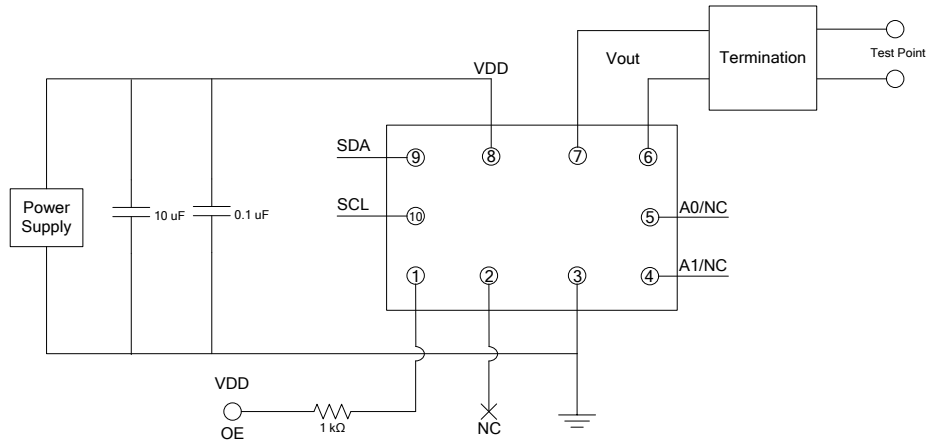 Vout
Termination
Test Point
VDD
SDA
9
8
7
6
Power
Supply
10 uF
0.1 uF
SCL
10
5
A0/NC
1
2
3
4
A1/NC
VDD
OE
1 kΩ
NC